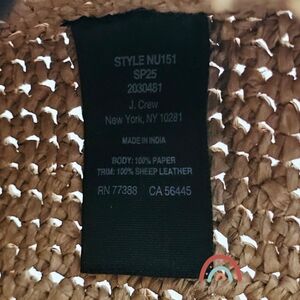 STYLE NU151
SP25
2030481
J. Crew
New York, NY 10281
MADE IN INDIA
BODY: 100% PAPER
TRIM: 100% SHEEP LEATHER
RN 77388 CA 56445